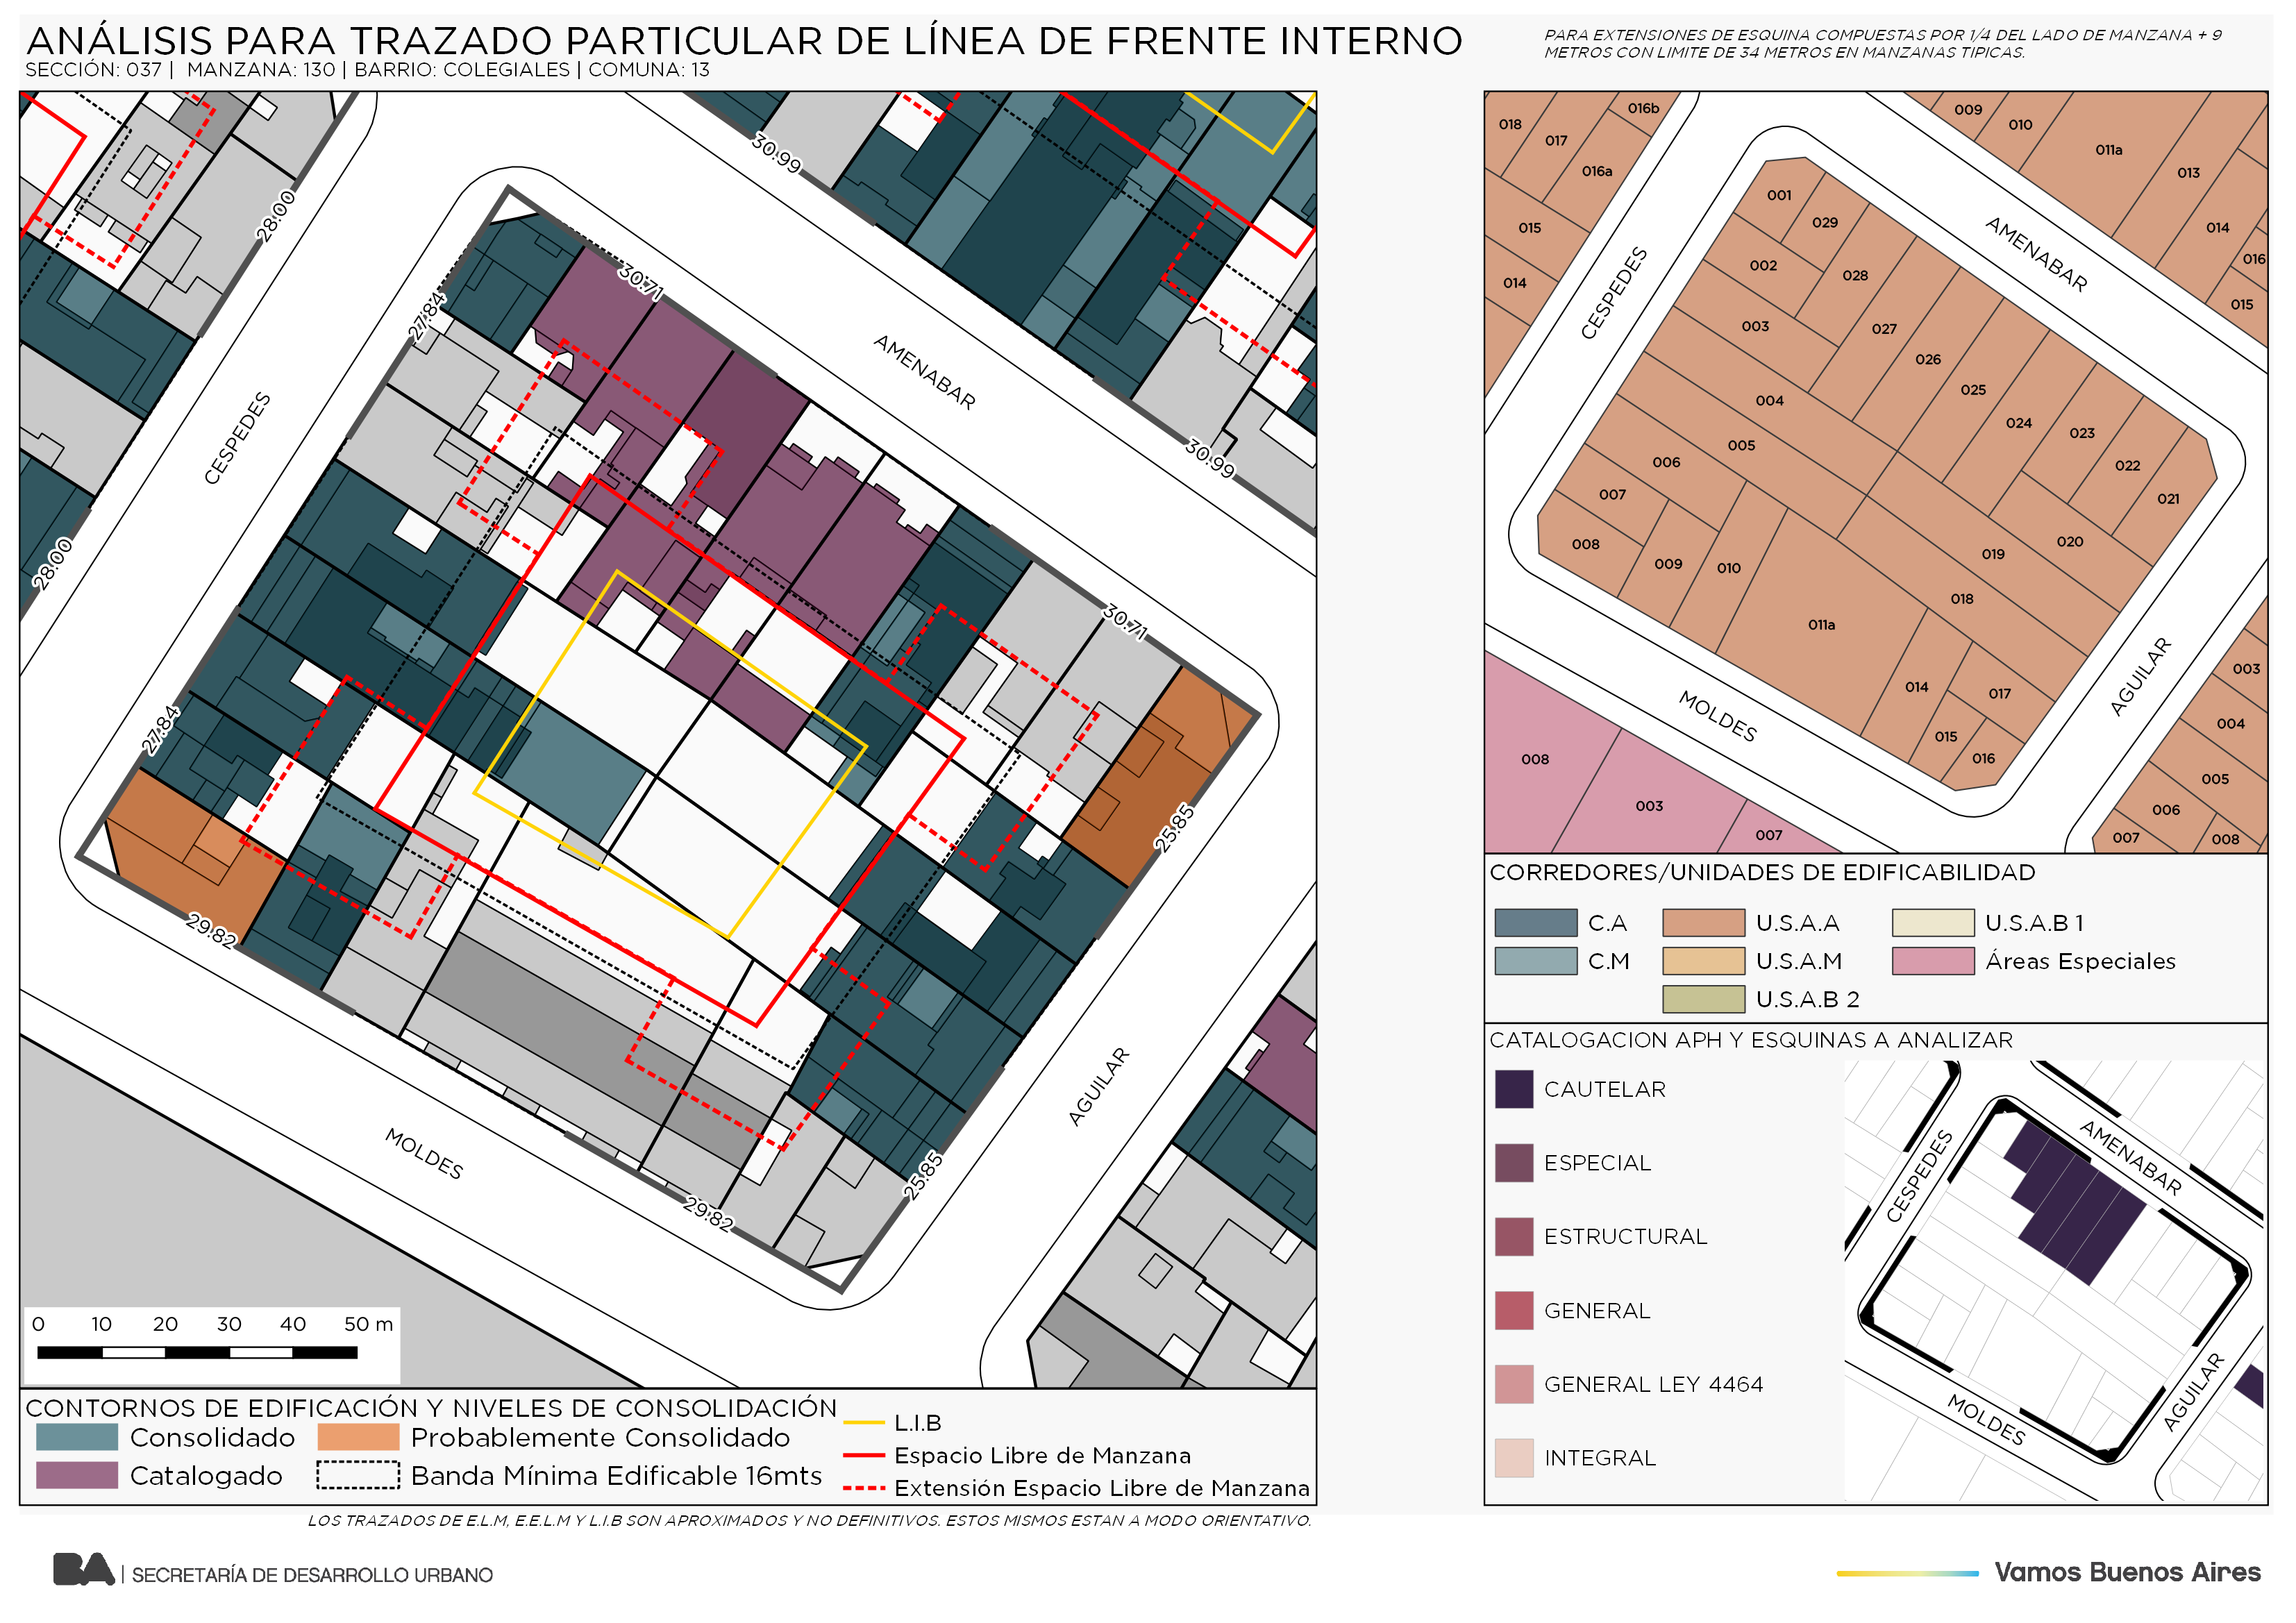 ANÁLISIS PARA TRAZADO PARTICULAR DE LÍNEA DE FRENTE INTERNO
SECCIÓN: 037 | MANZANA: 130 | BARRIO: COLEGIALES | COMUNA: 13
PARA EXTENSIONES DE ESQUINA COMPUESTAS POR 1/4 DEL LADO DE MANZANA + 9
METROS CON LIMITE DE 34 METROS EN MANZANAS TIPICAS.
30.99
28.00
30.71
27.84
AMENABAR
CESPEDES
30.99
28.00
30.71
27.84
25.85
29.82
AGUILAR
MOLDES
25.85
29.82
0 10 20 30 40 50 m
CONTORNOS DE EDIFICACIÓN Y NIVELES DE CONSOLIDACIÓN
Consolidado
Probablemente Consolidado
Catalogado
Banda Mínima Edificable 16mts
L.I.B
Espacio Libre de Manzana
Extensión Espacio Libre de Manzana
LOS TRAZADOS DE E.L.M, E.E.L.M Y L.I.B SON APROXIMADOS Y NO DEFINITIVOS. ESTOS MISMOS ESTAN A MODO ORIENTATIVO.
018
017
016b
016a
015
014
009
010
011a
013
014
016
015
001
029
002
028
003
027
026
004
025
005
024
023
006
022
007
021
008
009
010
020
019
018
011a
014
017
015
016
CESPEDES
AMENABAR
MOLDES
AGUILAR
008
003
007
003
004
005
006
007
008
CORREDORES/UNIDADES DE EDIFICABILIDAD
C.A
U.S.A.A
U.S.A.B 1
C.M
U.S.A.M
Áreas Especiales
U.S.A.B 2
CATALOGACION APH Y ESQUINAS A ANALIZAR
CAUTELAR
ESPECIAL
ESTRUCTURAL
GENERAL
GENERAL LEY 4464
INTEGRAL
CESPEDES
AMENABAR
MOLDES
AGUILAR
BA | SECRETARÍA DE DESARROLLO URBANO
Vamos Buenos Aires